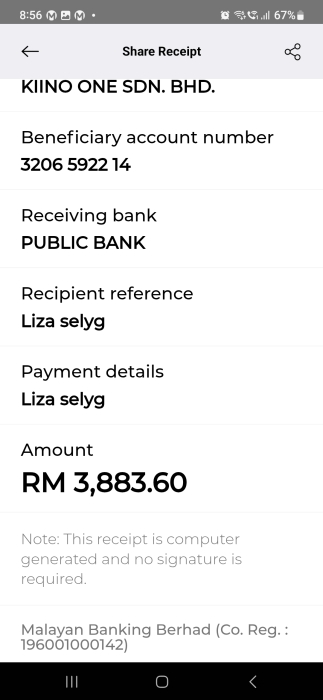 8:56
67%
Share Receipt
KIINO ONE SDN. BHD.
Beneficiary account number
3206 5922 14
Receiving bank
PUBLIC BANK
Recipient reference
Liza selyg
Payment details
Liza selyg
Amount
RM 3,883.60
Note: This receipt is computer
generated and no signature is
required.
Malayan Banking Berhad (Co. Reg. :
196001000142)